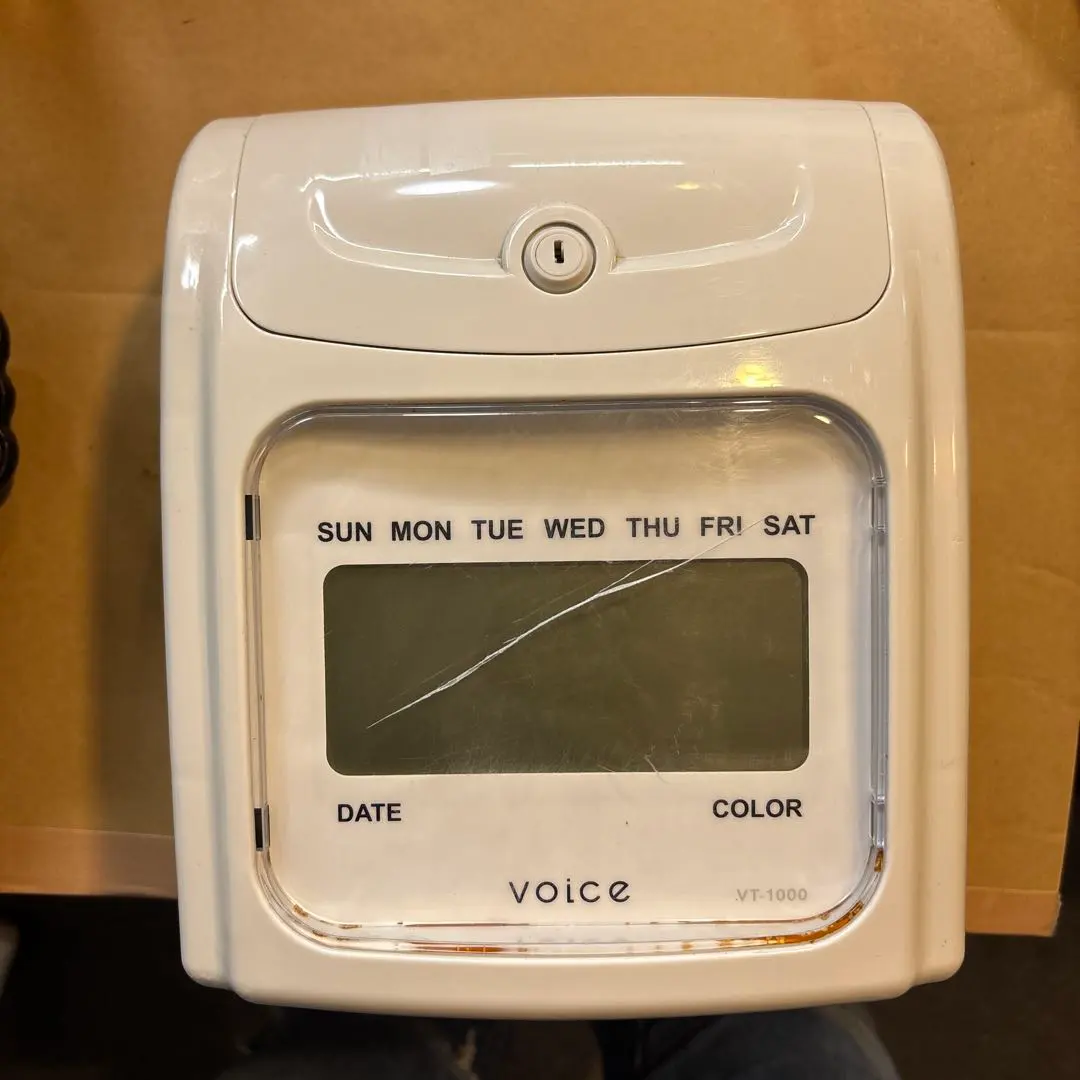 SUN MON TUE WED THU FRI SAT
DATE COLOR
voice VT-1000